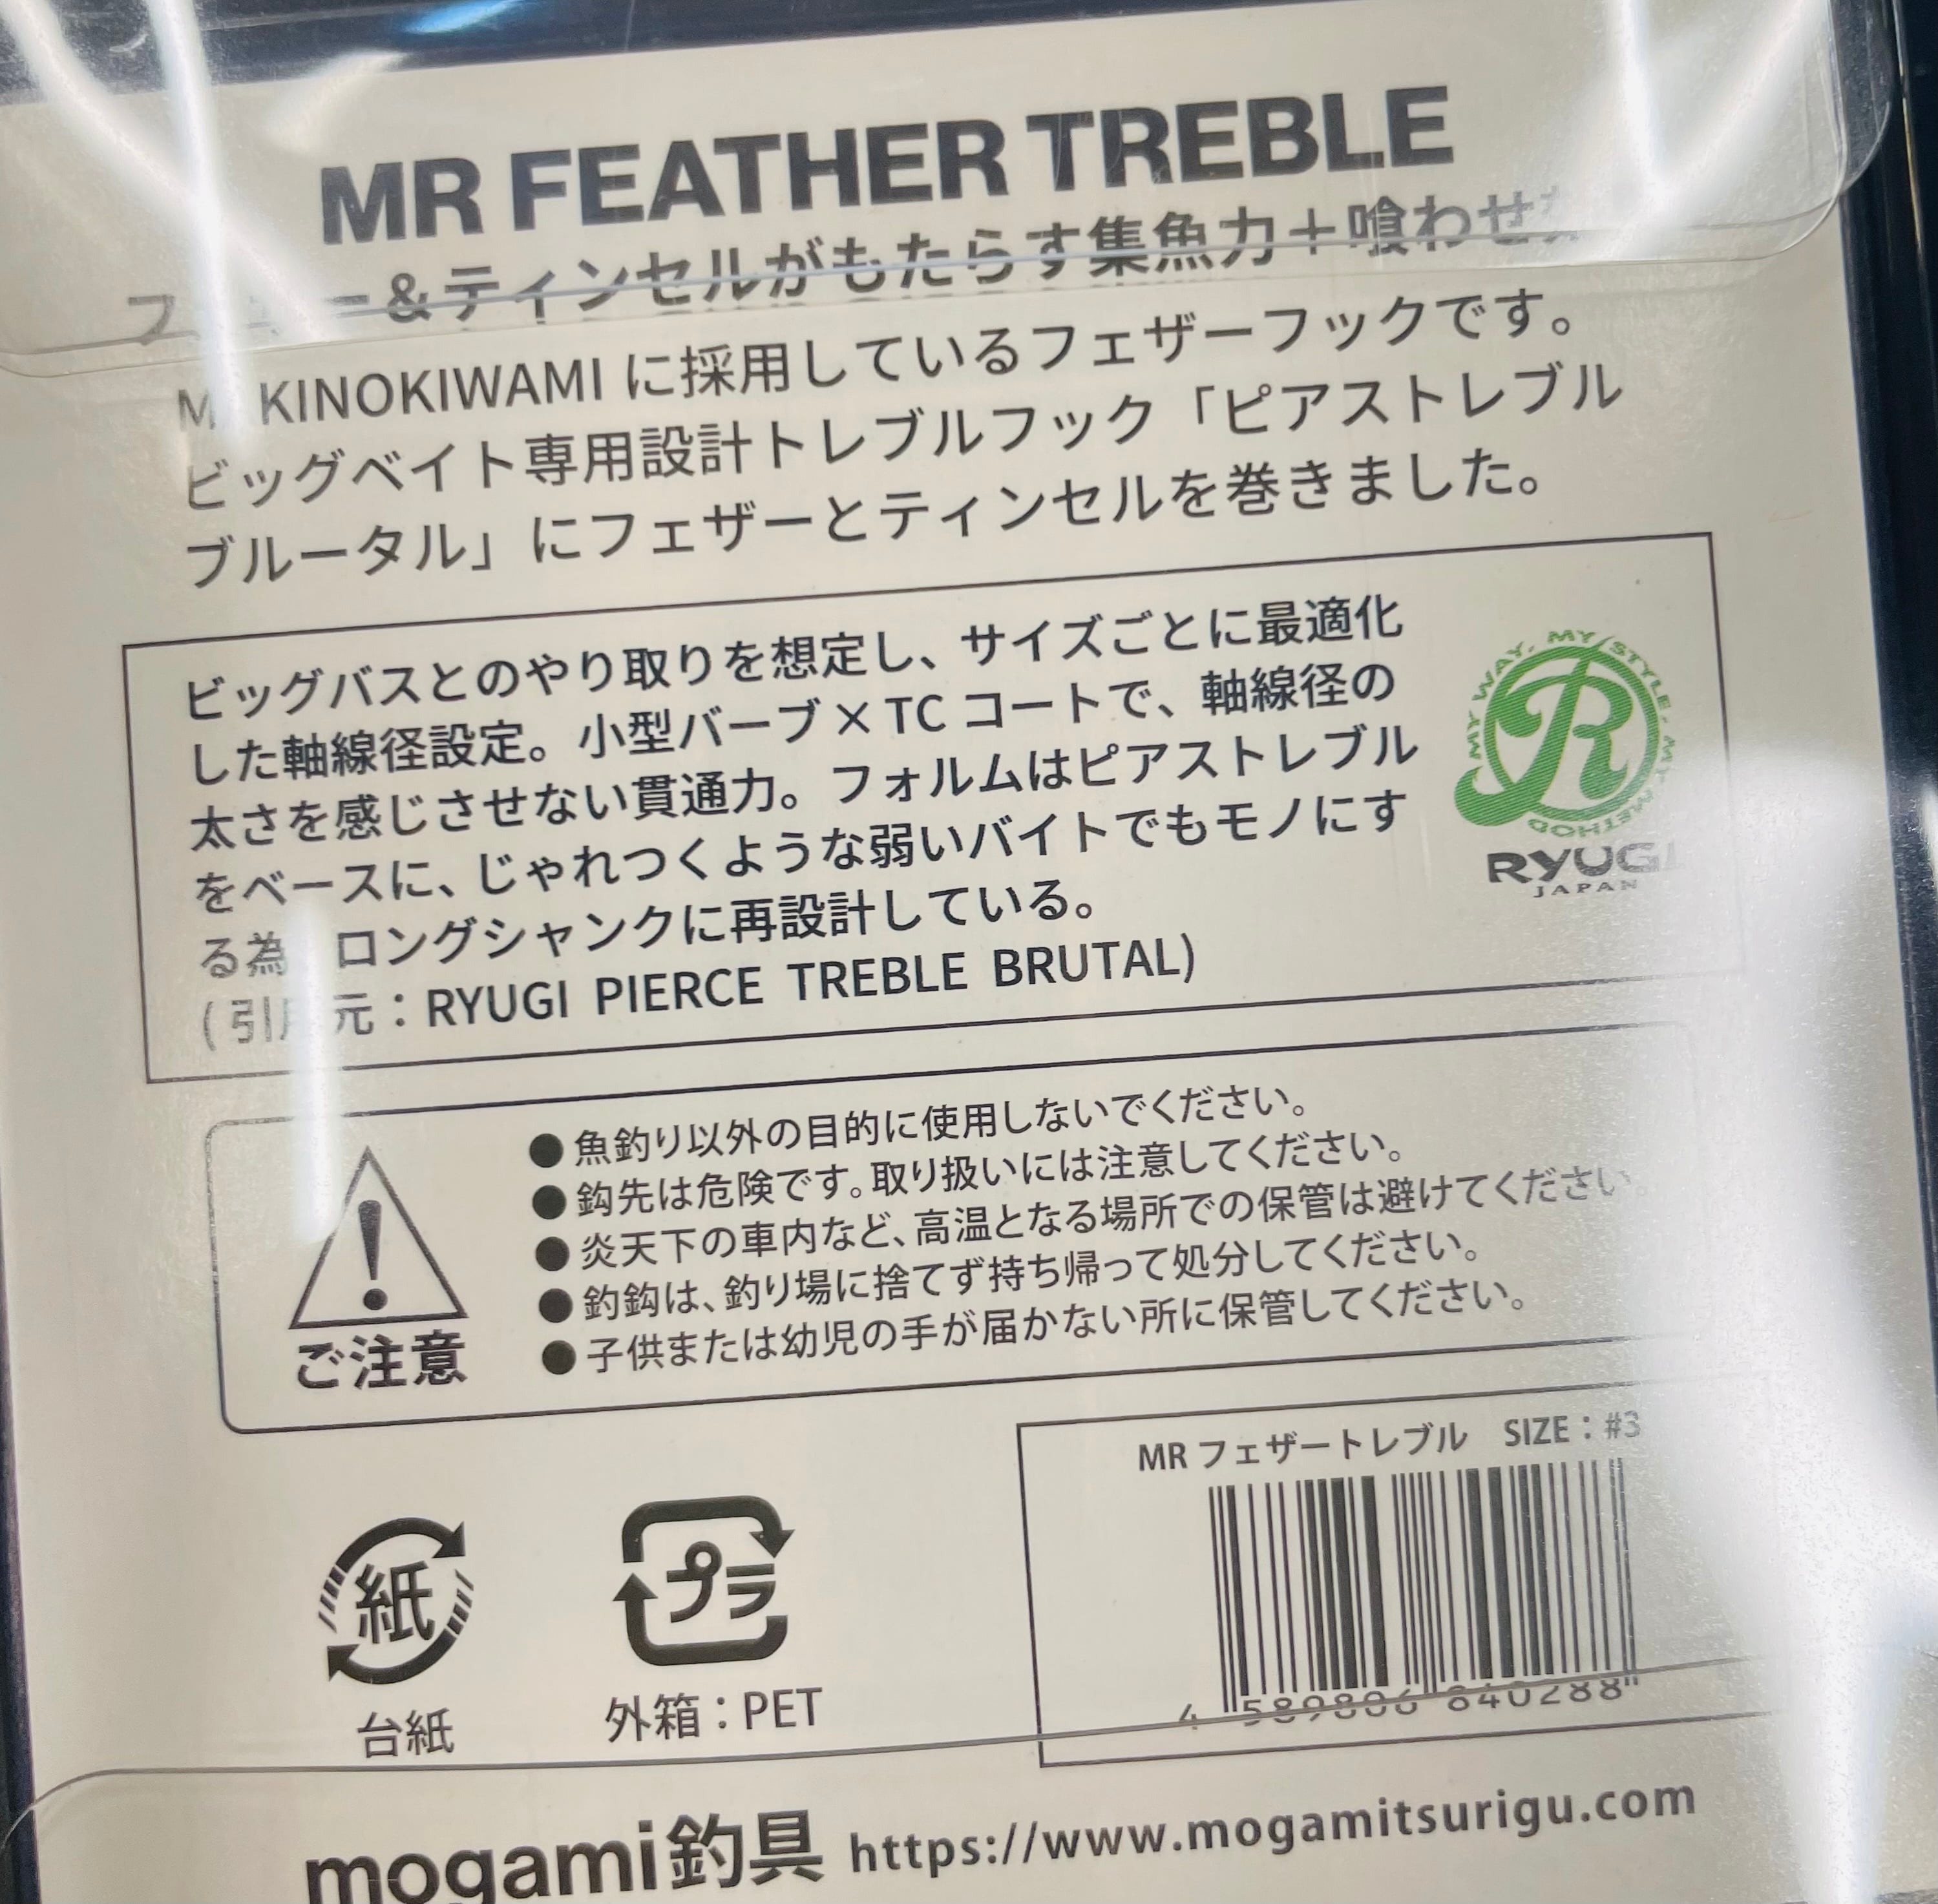 MR FEATHER TREBLE
&ティンセルがもたらす集魚力+喰わせ
KINOKIWAMI に採用しているフェザーフックです。
ビッグベイト専用設計トレブルフック「ピアストレブル
ブルータル」にフェザーとティンセルを巻きました。
ビッグバスとのやり取りを想定し、サイズごとに最適化
した軸線径設定。小型バーブ×TC コートで、軸線径の
太さを感じさせない貫通力。フォルムはピアストレブル
をベースに、じゃれつくような弱いバイトでもモノにす
る為 ロングシャンクに再設計している。
(引用元:RYUGI PIERCE TREBLE BRUTAL)
MY WAY, MY STYLE, MY METHOD
R
RYUGI
JAPAN
ご注意
●魚釣り以外の目的に使用しないでください。
●鈎先は危険です。取り扱いには注意してください。
●炎天下の車内など、高温となる場所での保管は避けてください。
●釣鈎は、釣り場に捨てず持ち帰って処分してください。
●子供または幼児の手が届かない所に保管してください。
MR フェザートレブル SIZE:#3
4 589806 840288
紙
台紙
プラ
外箱:PET
mogami釣具 https://www.mogamitsurigu.com